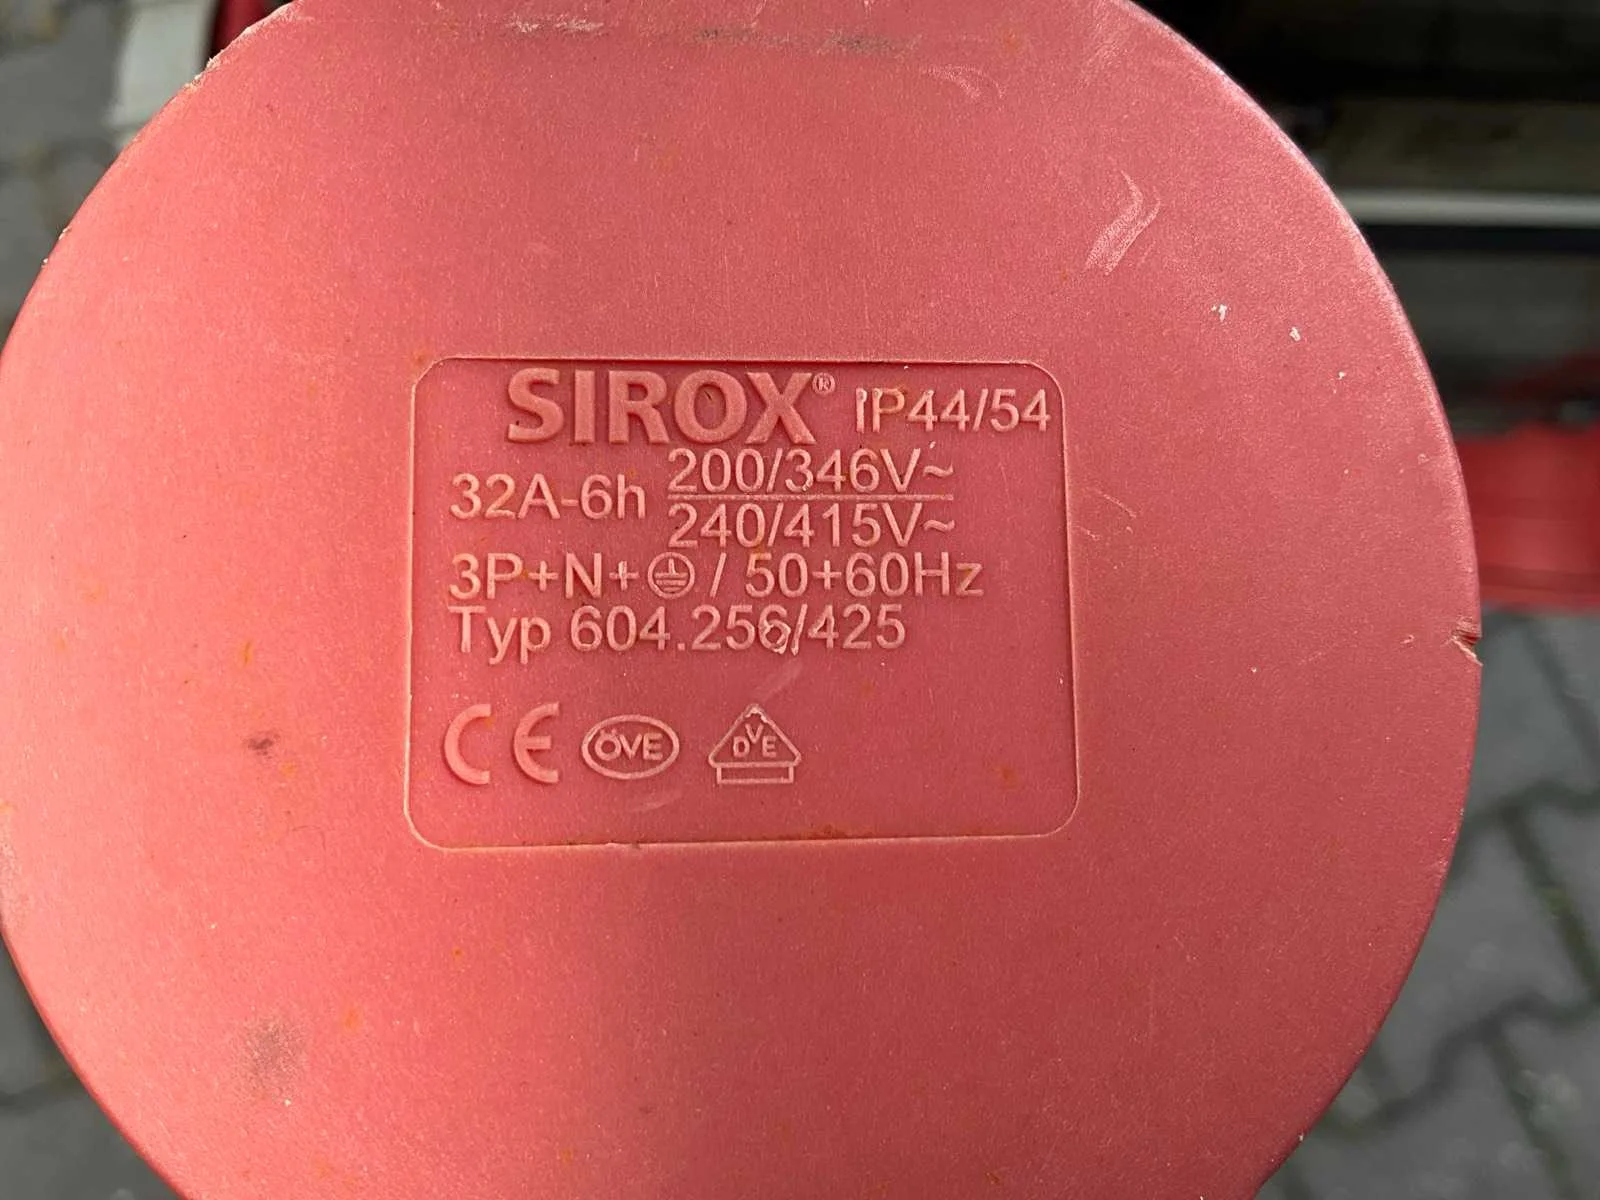 SIROX® IP44/54
32A-6h 200/346V~
240/415V~
3P+N+⏚ / 50+60Hz
Typ 604.256/425
CE ÖVE DVE